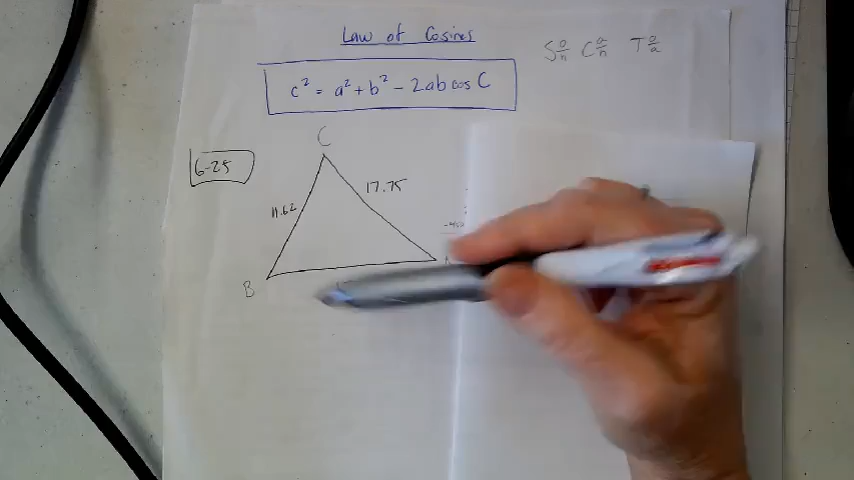 Law of Cosines
S o/h C a/h T o/a
c² = a² + b² - 2ab cos C
6-25
C
17.75
11.62
B